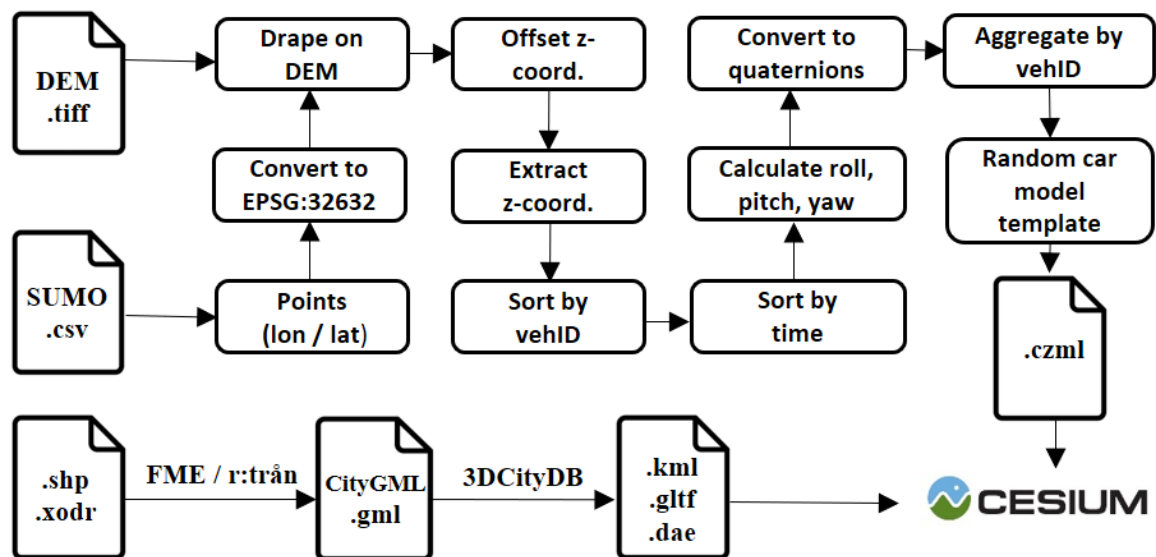 DEM
.tiff
Drape on
DEM
Offset z-
coord.
Convert to
quaternions
Aggregate by
vehID
Convert to
EPSG:32632
Extract
z-coord.
Calculate roll,
pitch, yaw
Random car
model
template
SUMO
.csv
Points
(lon / lat)
Sort by
vehID
Sort by
time
.czml
.shp
.xodr
FME / r:trån
CityGML
.gml
3DCityDB
.kml
.gltf
.dae
CESIUM